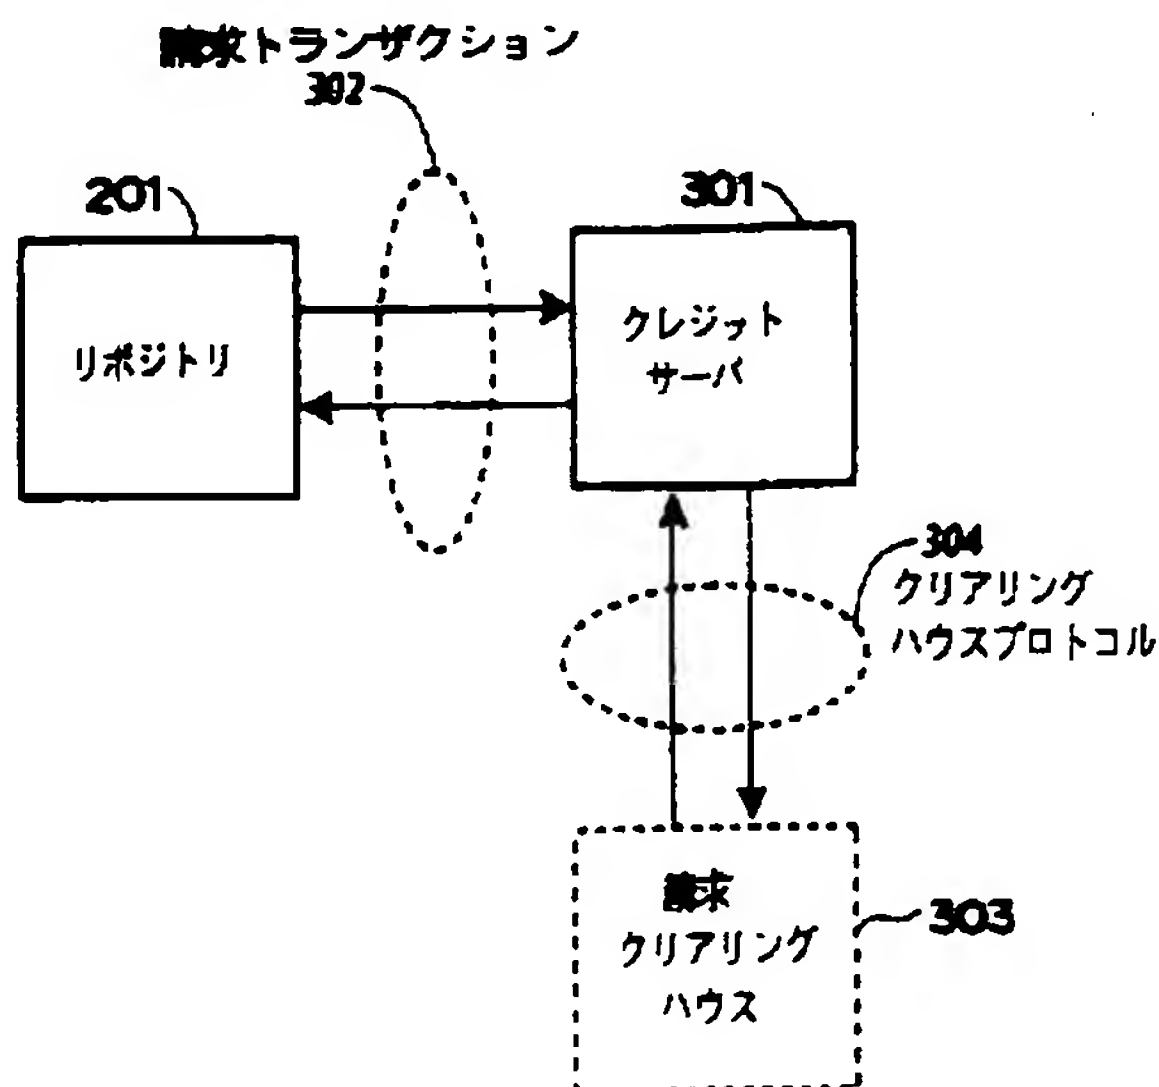 請求トランザクション
302
201
301
リポジトリ
クレジット
サーバ
304
クリアリング
ハウスプロトコル
請求
クリアリング
ハウス
303